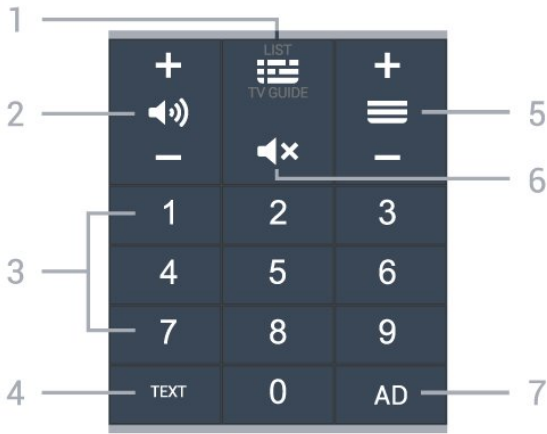 1
LIST
TV GUIDE
+ +
2 5
− −
6
1 2 3
3
4 5 6
7 8 9
4 TEXT 0 AD 7